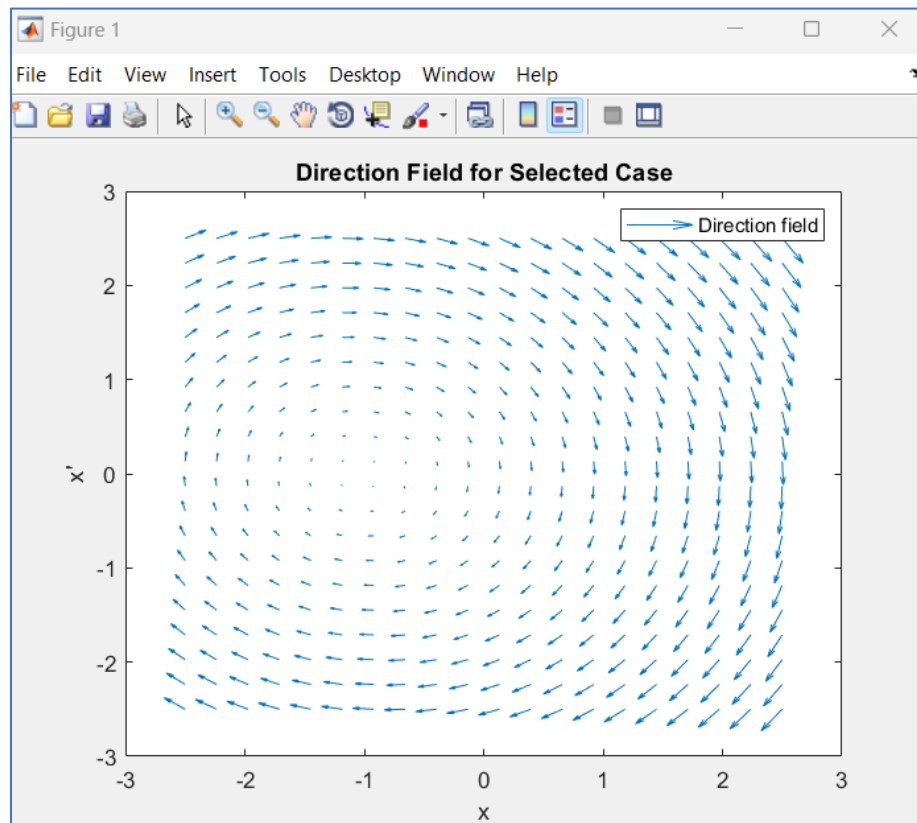 Figure 1
File Edit View Insert Tools Desktop Window Help
Direction Field for Selected Case
Direction field
3
2
1
0
-1
-2
-3
x'
-3 -2 -1 0 1 2 3
x